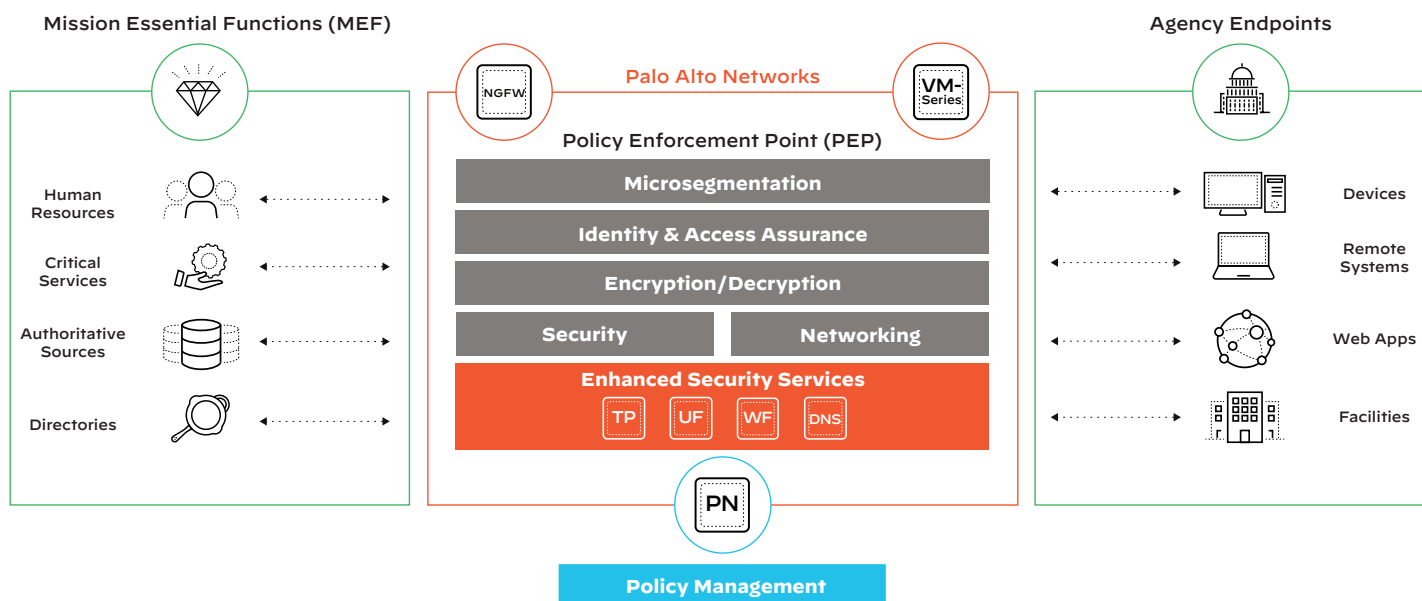 Mission Essential Functions (MEF)
Human
Resources
Critical
Services
Authoritative
Sources
Directories
NGFW
Palo Alto Networks
VM-
Series
Policy Enforcement Point (PEP)
Microsegmentation
Identity & Access Assurance
Encryption/Decryption
Security
Networking
Enhanced Security Services
TP
UF
WF
DNS
PN
Policy Management
Agency Endpoints
Devices
Remote
Systems
Web Apps
Facilities